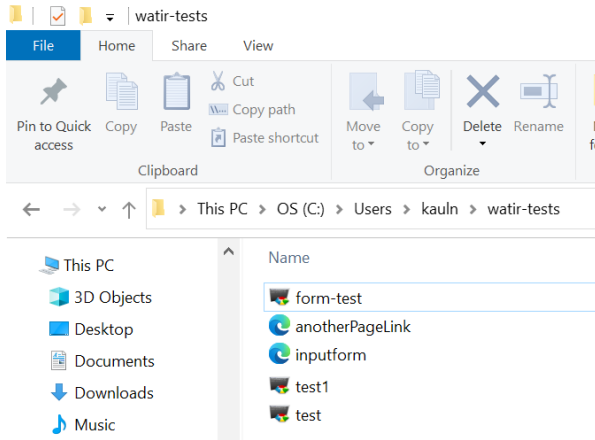 watir-tests
File Home Share View
Pin to Quick access
Copy
Paste
Cut
Copy path
Paste shortcut
Move to
Copy to
Delete
Rename
Clipboard
Organize
This PC > OS (C:) > Users > kauln > watir-tests
This PC
3D Objects
Desktop
Documents
Downloads
Music
Name
form-test
anotherPageLink
inputform
test1
test